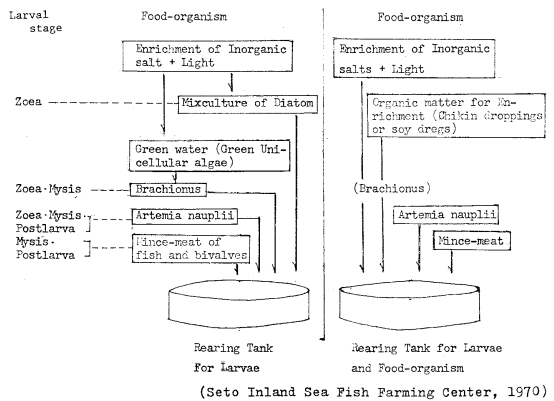 Larval
stage
Food-organism
Enrichment of Inorganic
salt + Light
Zoea
Mixculture of Diatom
Green water (Green Uni-
cellular algae)
Zoea·Mysis
Brachionus
Zoea·Mysis·
Postlarva
Artemia nauplii
Mysis·
Postlarva
Mince-meat of
fish and bivalves
Rearing Tank
For Larvae
Food-organism
Enrichment of Inorganic
salts + Light
Organic matter for En-
richment (Chikin droppings
or soy dregs)
(Brachionus)
Artemia nauplii
Mince-meat
Rearing Tank for Larvae
and Food-organism
(Seto Inland Sea Fish Farming Center, 1970)